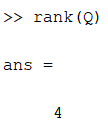 >> rank(Q)
ans =
4